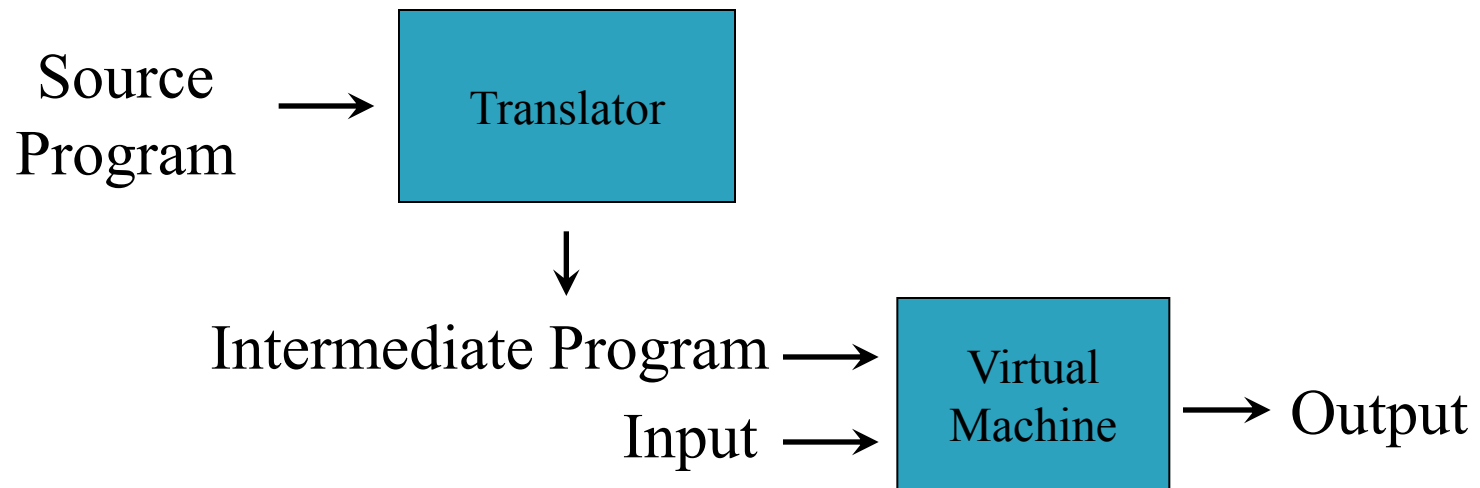 Source
Program
Translator
Intermediate Program
Input
Virtual
Machine
Output